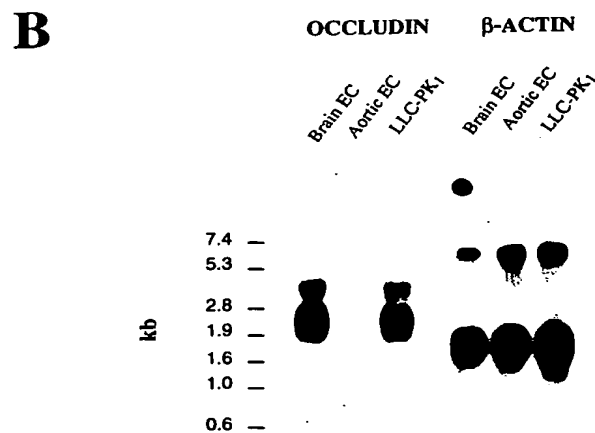 B
OCCLUDIN β-ACTIN
Brain EC Aortic EC LLC-PK1 Brain EC Aortic EC LLC-PK1
7.4
5.3
2.8
1.9
1.6
1.0
0.6
kb